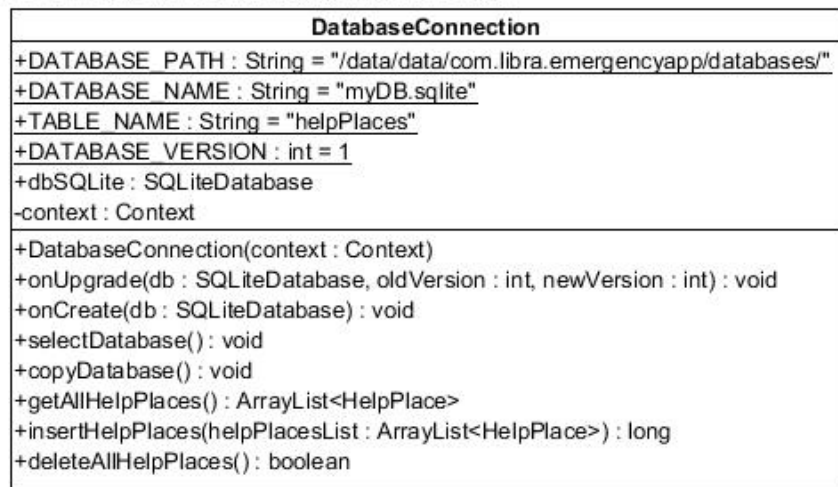 DatabaseConnection
+DATABASE_PATH : String = "/data/data/com.libra.emergencyapp/databases/"
+DATABASE_NAME : String = "myDB.sqlite"
+TABLE_NAME : String = "helpPlaces"
+DATABASE_VERSION : int = 1
+dbSQLite : SQLiteDatabase
-context : Context
+DatabaseConnection(context : Context)
+onUpgrade(db : SQLiteDatabase, oldVersion : int, newVersion : int) : void
+onCreate(db : SQLiteDatabase) : void
+selectDatabase() : void
+copyDatabase() : void
+getAllHelpPlaces() : ArrayList<HelpPlace>
+insertHelpPlaces(helpPlacesList : ArrayList<HelpPlace>) : long
+deleteAllHelpPlaces() : boolean